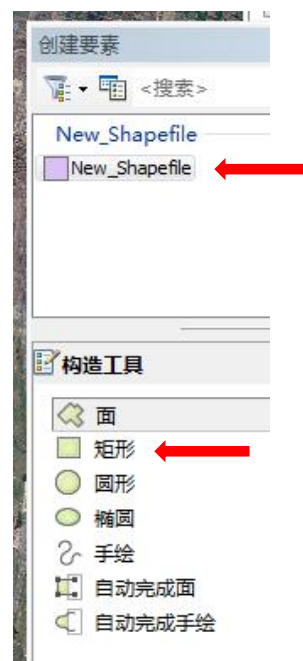 创建要素
<搜索>
New_Shapefile
New_Shapefile
构造工具
面
矩形
圆形
椭圆
手绘
自动完成面
自动完成手绘